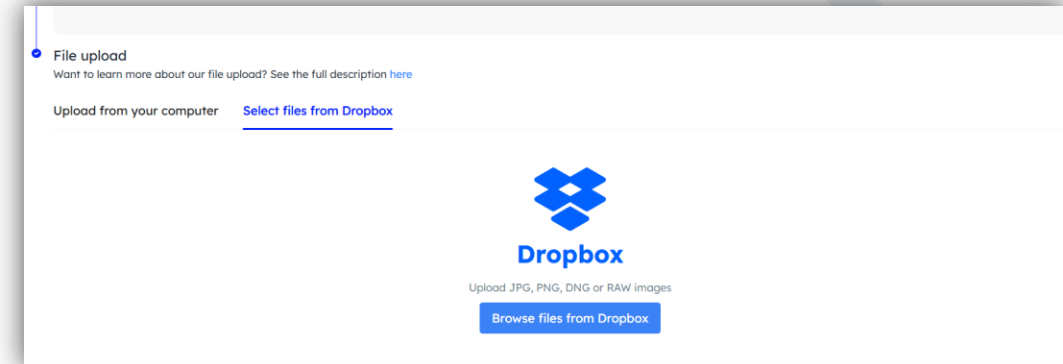 File upload
Want to learn more about our file upload? See the full description here
Upload from your computer Select files from Dropbox
Dropbox
Upload JPG, PNG, DNG or RAW images
Browse files from Dropbox